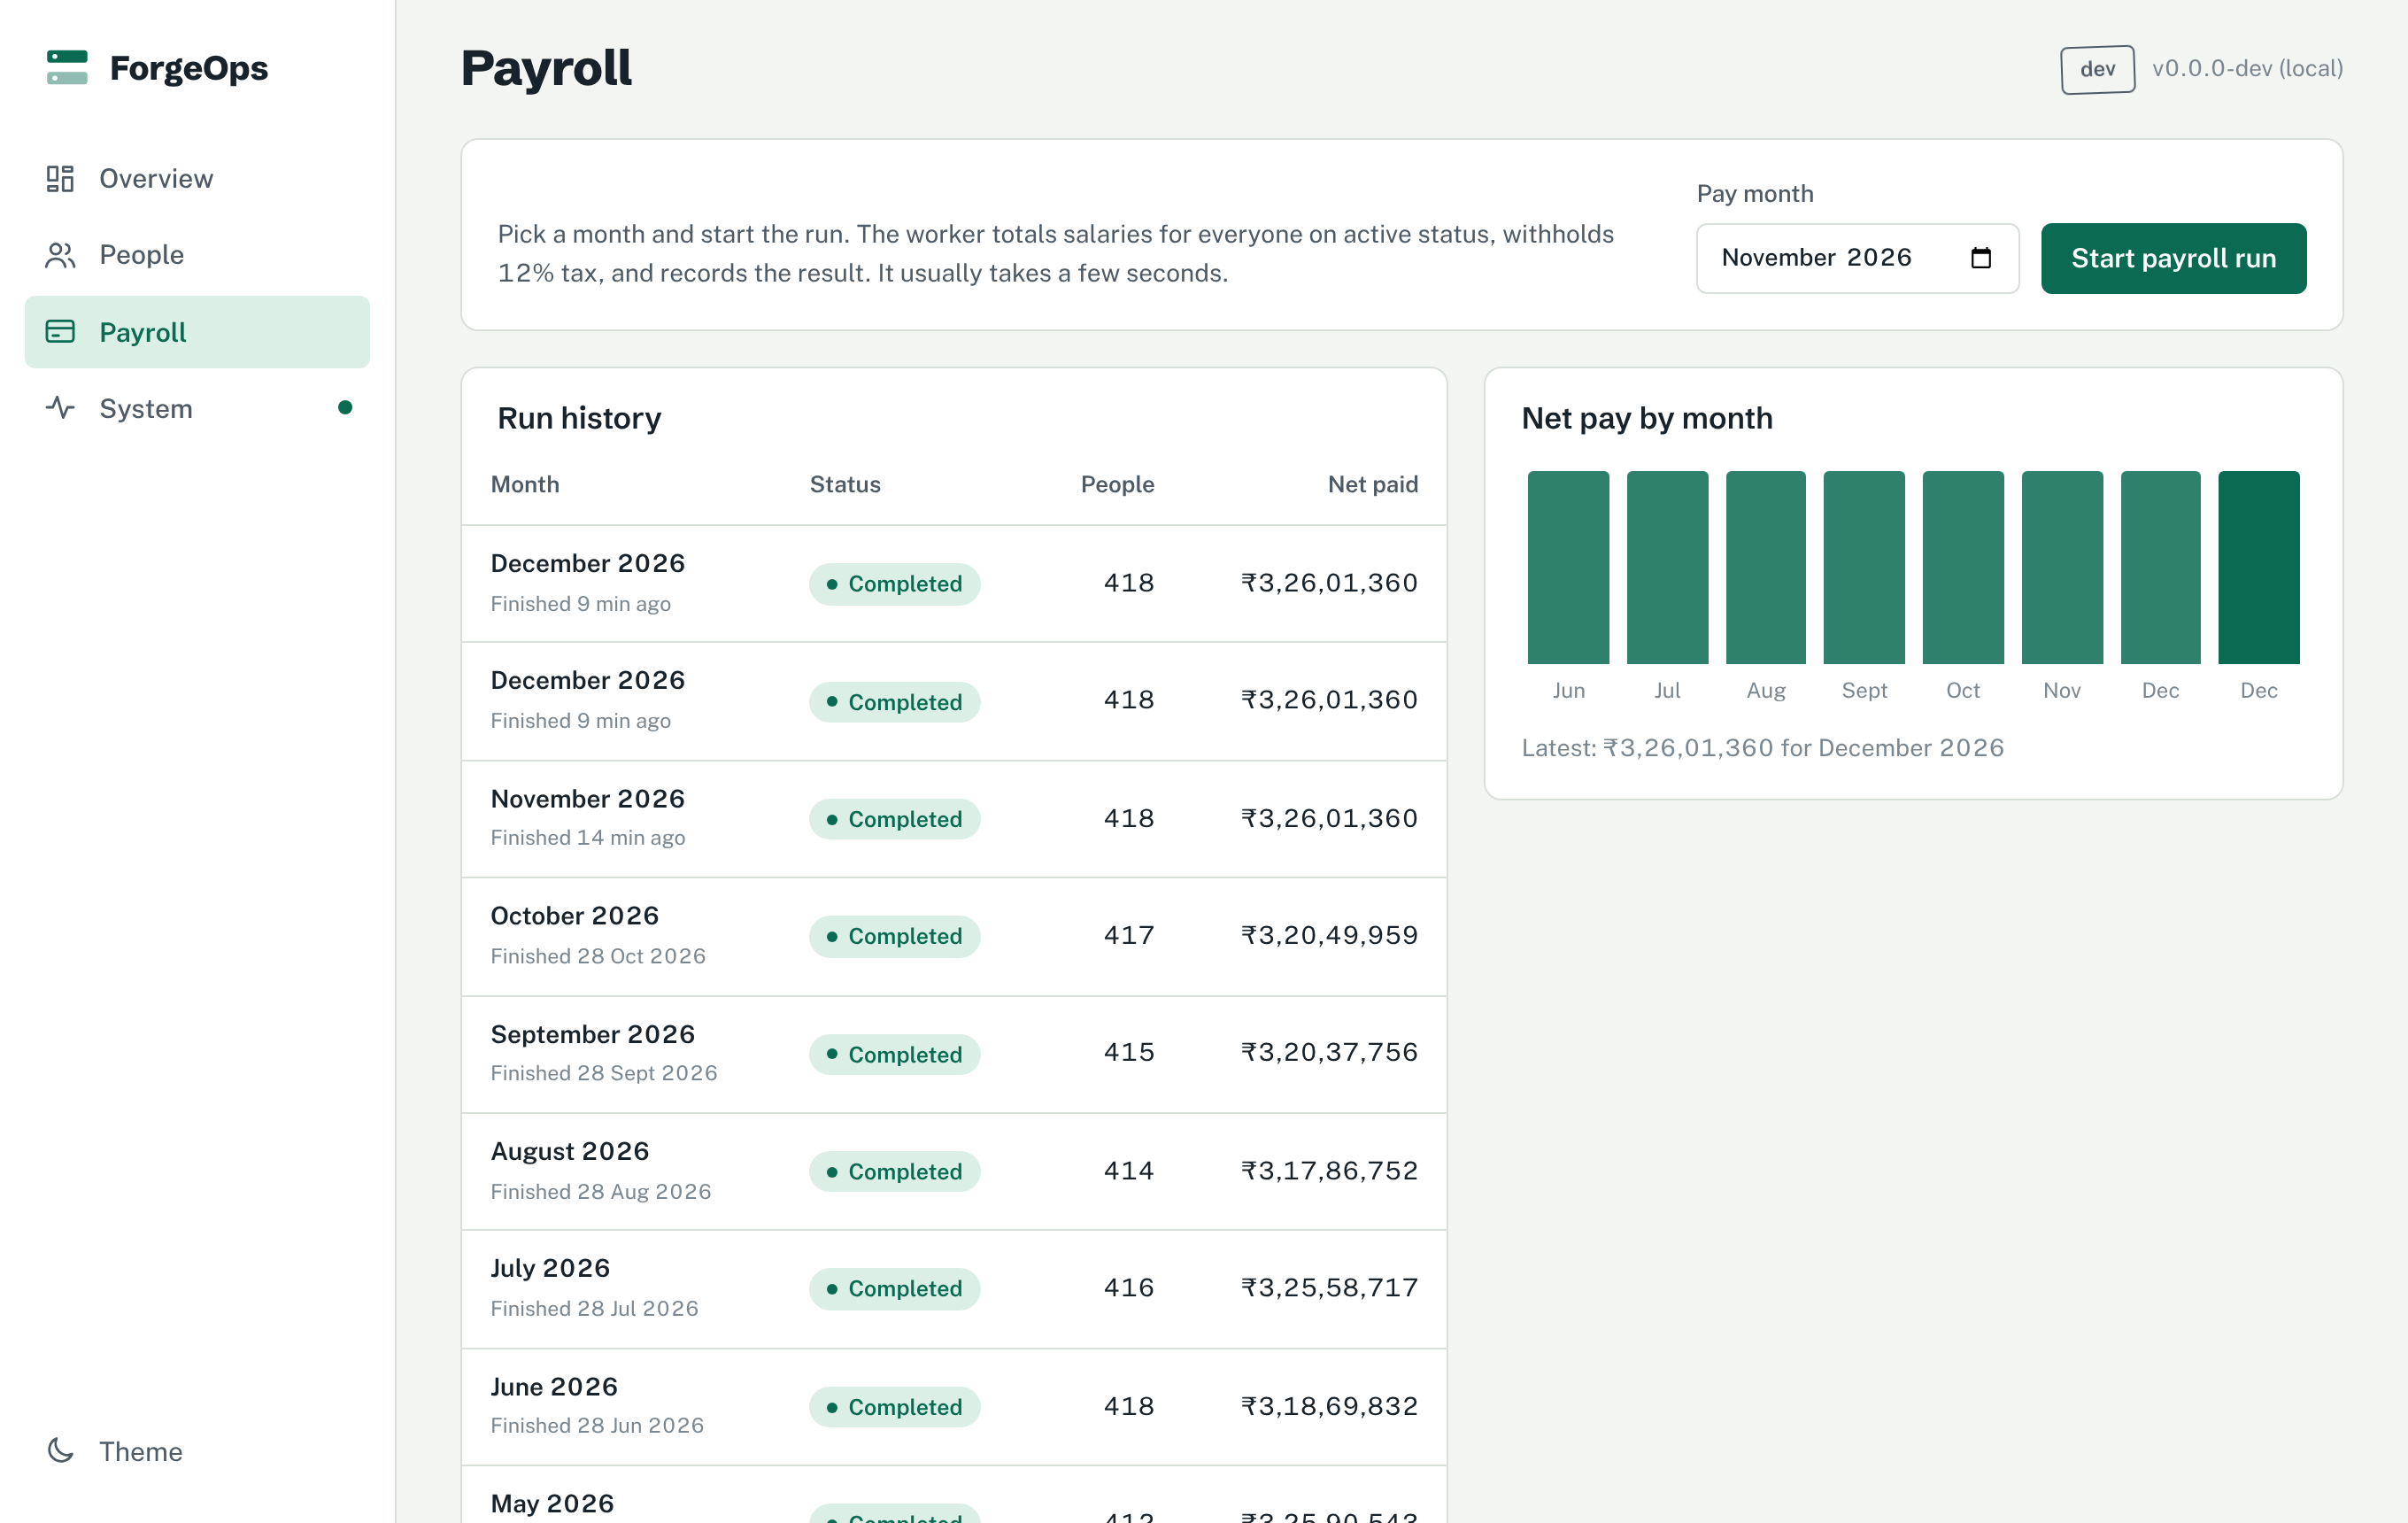 ForgeOps
Overview
People
Payroll
System
Theme
Payroll
dev v0.0.0-dev (local)
Pick a month and start the run. The worker totals salaries for everyone on active status, withholds
12% tax, and records the result. It usually takes a few seconds.
Pay month
November 2026
Start payroll run
Run history
Month Status People Net paid
December 2026
Finished 9 min ago
Completed 418 ₹3,26,01,360
December 2026
Finished 9 min ago
Completed 418 ₹3,26,01,360
November 2026
Finished 14 min ago
Completed 418 ₹3,26,01,360
October 2026
Finished 28 Oct 2026
Completed 417 ₹3,20,49,959
September 2026
Finished 28 Sept 2026
Completed 415 ₹3,20,37,756
August 2026
Finished 28 Aug 2026
Completed 414 ₹3,17,86,752
July 2026
Finished 28 Jul 2026
Completed 416 ₹3,25,58,717
June 2026
Finished 28 Jun 2026
Completed 418 ₹3,18,69,832
May 2026
Completed 412 ₹3,25,90,543
Net pay by month
Jun Jul Aug Sept Oct Nov Dec Dec
Latest: ₹3,26,01,360 for December 2026